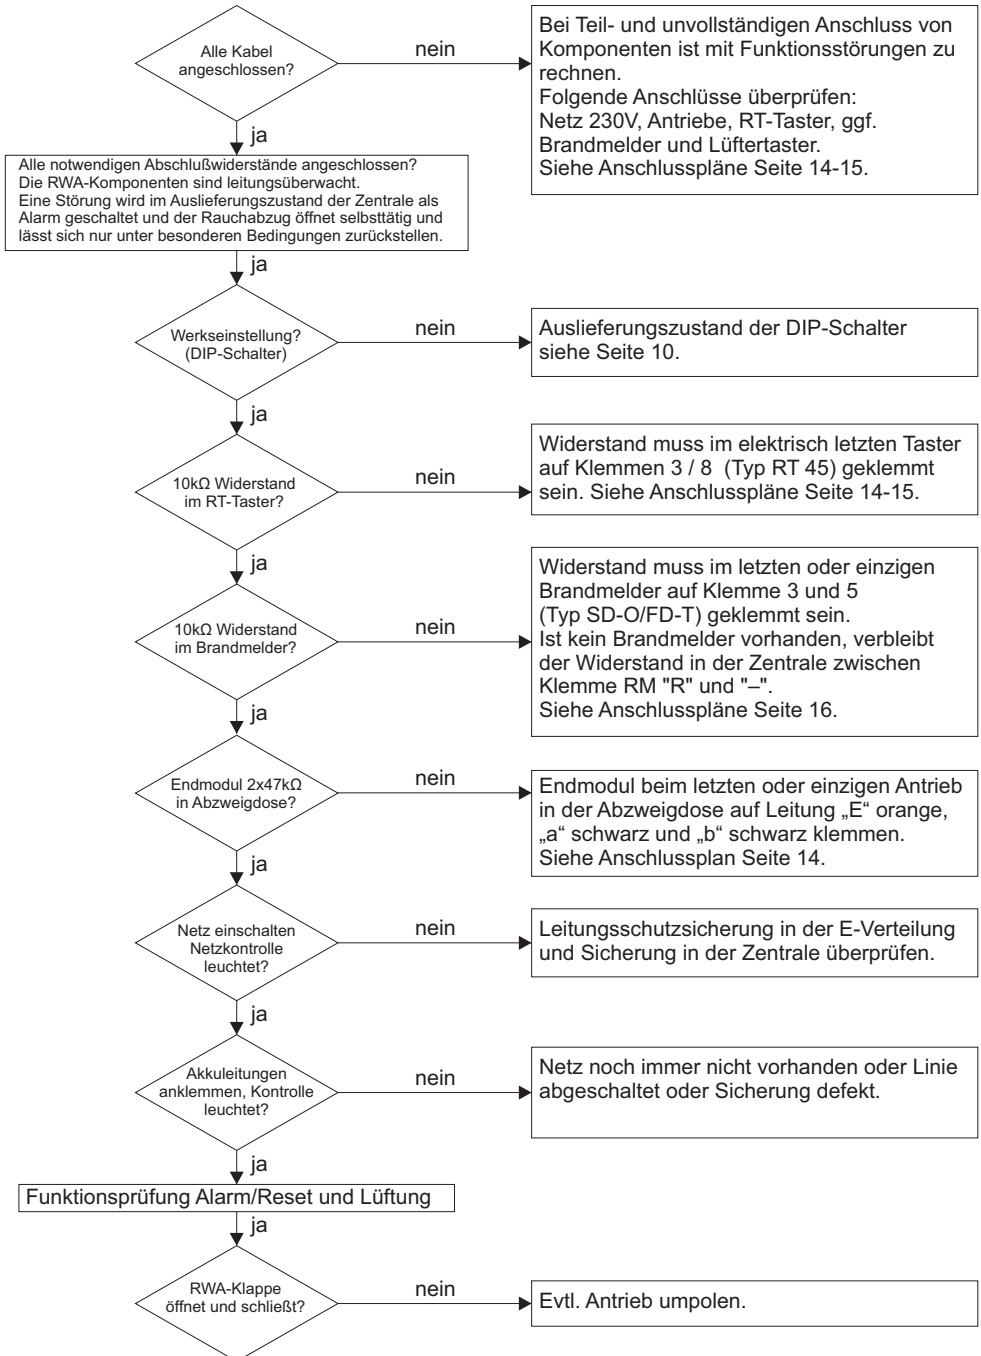 Alle Kabel
angeschlossen?
nein
Bei Teil- und unvollständigen Anschluss von
Komponenten ist mit Funktionsstörungen zu
rechnen.
Folgende Anschlüsse überprüfen:
Netz 230V, Antriebe, RT-Taster, ggf.
Brandmelder und Lüftertaster.
Siehe Anschlusspläne Seite 14-15.
ja
Alle notwendigen Abschlußwiderstände angeschlossen?
Die RWA-Komponenten sind leitungsüberwacht.
Eine Störung wird im Auslieferungszustand der Zentrale als
Alarm geschaltet und der Rauchabzug öffnet selbsttätig und
lässt sich nur unter besonderen Bedingungen zurückstellen.
ja
Werkseinstellung?
(DIP-Schalter)
nein
Auslieferungszustand der DIP-Schalter
siehe Seite 10.
ja
10kΩ Widerstand
im RT-Taster?
nein
Widerstand muss im elektrisch letzten Taster
auf Klemmen 3 / 8 (Typ RT 45) geklemmt
sein. Siehe Anschlusspläne Seite 14-15.
ja
10kΩ Widerstand
im Brandmelder?
nein
Widerstand muss im letzten oder einzigen
Brandmelder auf Klemme 3 und 5
(Typ SD-O/FD-T) geklemmt sein.
Ist kein Brandmelder vorhanden, verbleibt
der Widerstand in der Zentrale zwischen
Klemme RM "R" und "–".
Siehe Anschlusspläne Seite 16.
ja
Endmodul 2x47kΩ
in Abzweigdose?
nein
Endmodul beim letzten oder einzigen Antrieb
in der Abzweigdose auf Leitung „E“ orange,
„a“ schwarz und „b“ schwarz klemmen.
Siehe Anschlussplan Seite 14.
ja
Netz einschalten
Netzkontrolle
leuchtet?
nein
Leitungsschutzsicherung in der E-Verteilung
und Sicherung in der Zentrale überprüfen.
ja
Akkuleitungen
anklemmen, Kontrolle
leuchtet?
nein
Netz noch immer nicht vorhanden oder Linie
abgeschaltet oder Sicherung defekt.
ja
Funktionsprüfung Alarm/Reset und Lüftung
ja
RWA-Klappe
öffnet und schließt?
nein
Evtl. Antrieb umpolen.